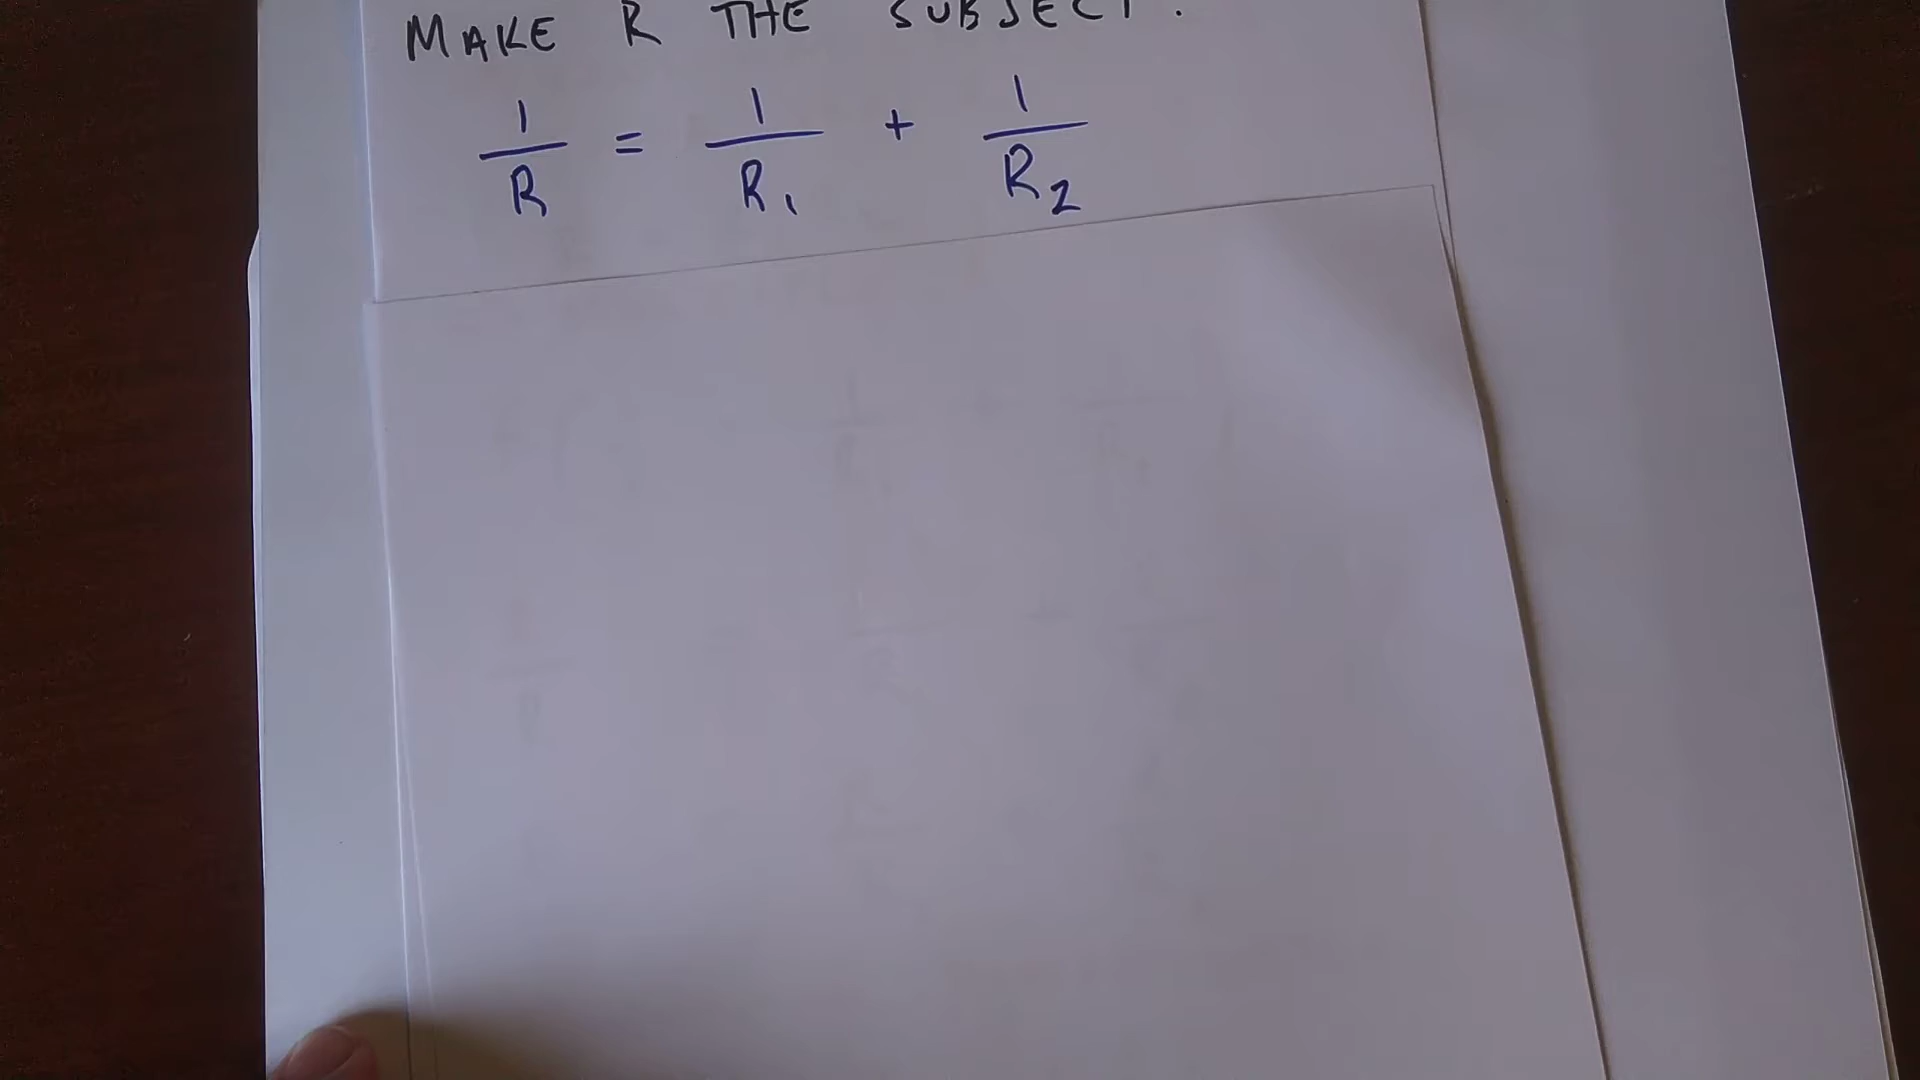 MAKE R THE SUBJECT.
1/R = 1/R₁ + 1/R₂